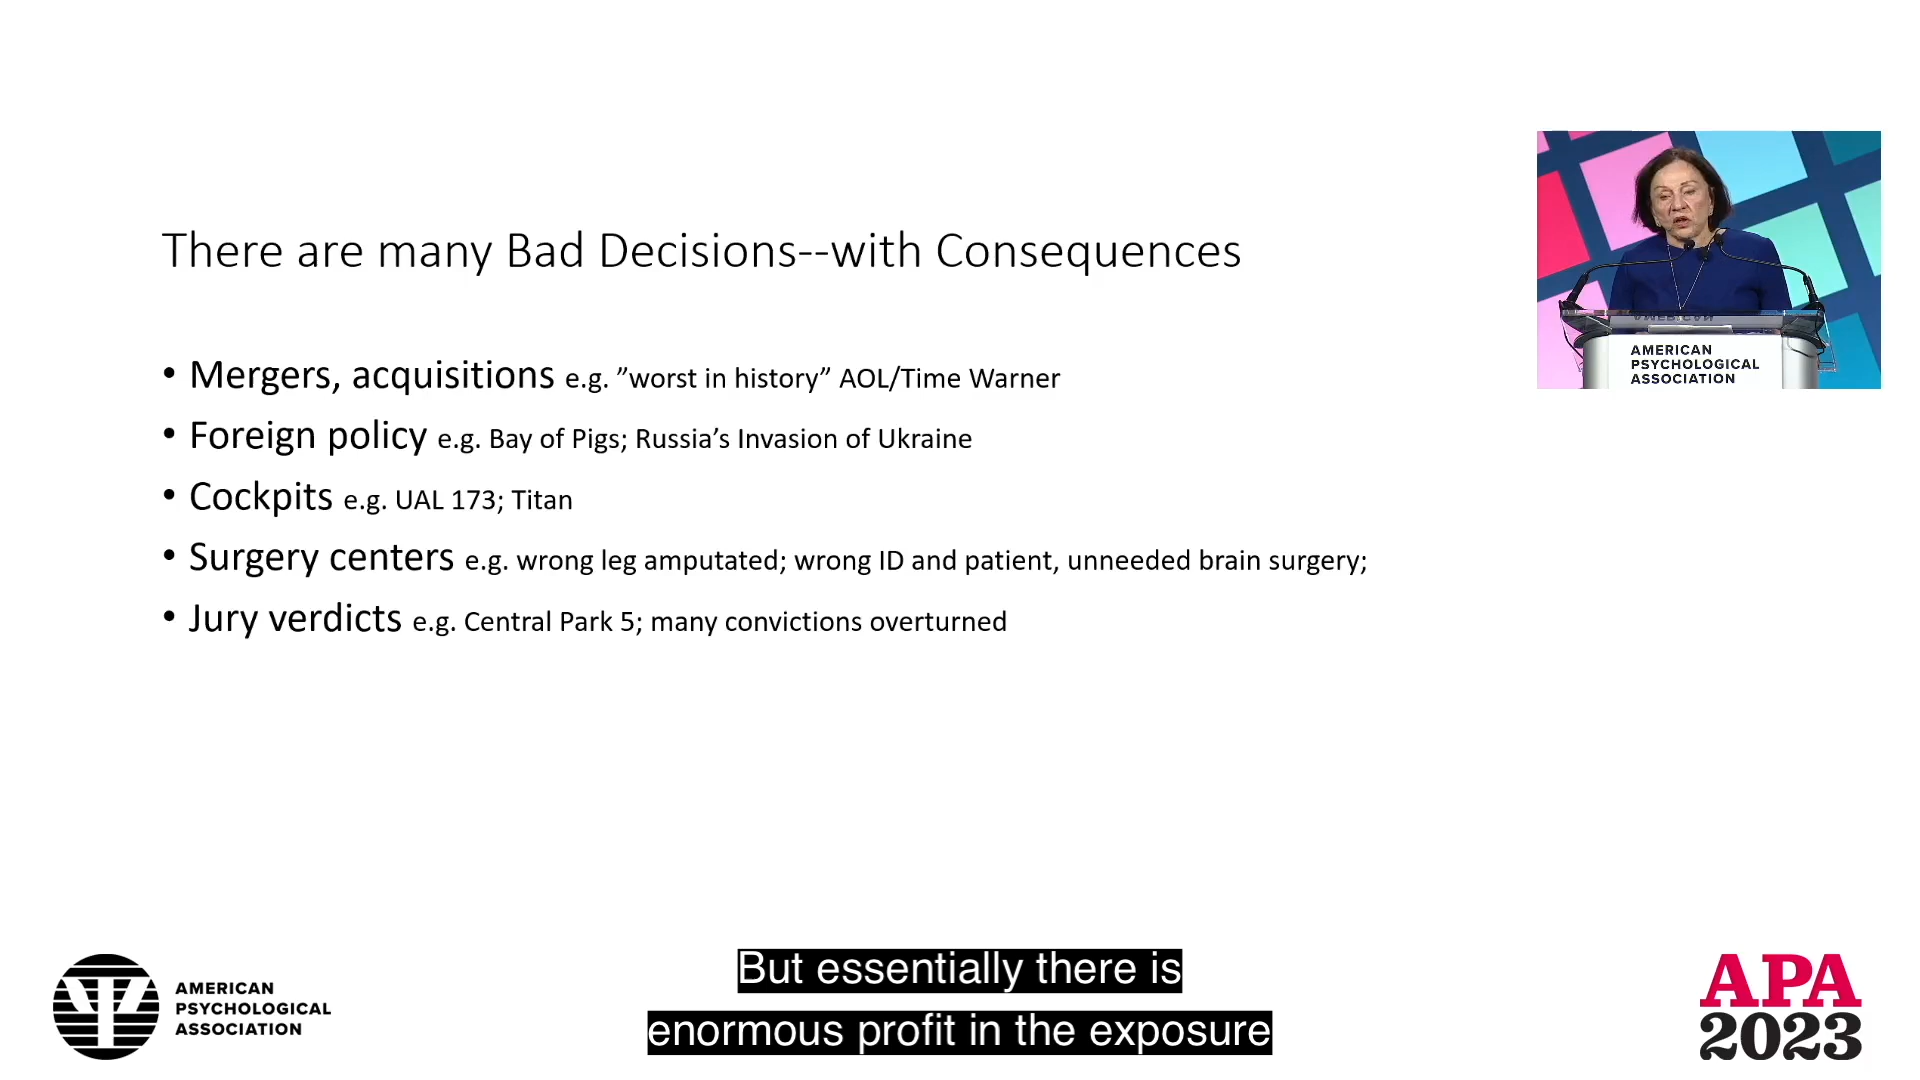 There are many Bad Decisions--with Consequences
• Mergers, acquisitions e.g. ”worst in history” AOL/Time Warner
• Foreign policy e.g. Bay of Pigs; Russia’s Invasion of Ukraine
• Cockpits e.g. UAL 173; Titan
• Surgery centers e.g. wrong leg amputated; wrong ID and patient, unneeded brain surgery;
• Jury verdicts e.g. Central Park 5; many convictions overturned
AMERICAN
PSYCHOLOGICAL
ASSOCIATION
AMERICAN
PSYCHOLOGICAL
ASSOCIATION
But essentially there is
enormous profit in the exposure
APA
2023